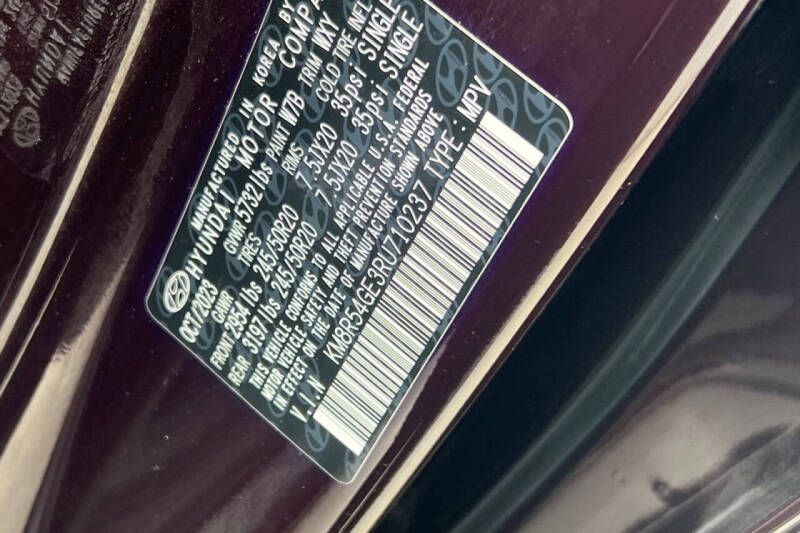 MANUFACTURED IN KOREA BY
HYUNDAI MOTOR COMPA
OCT/2023 GVWR 5732 lbs PAINT W7B TRIM WXY
GAWR TIRES RIMS COLD TIRE INFL
FRONT 2954 lbs 245/50R20 7.5JX20 35psi SINGLE
REAR 3197 lbs 245/50R20 7.5JX20 35psi SINGLE
THIS VEHICLE CONFORMS TO ALL APPLICABLE U.S.A. FEDERAL
MOTOR VEHICLE SAFETY AND THEFT PREVENTION STANDARDS
IN EFFECT ON THE DATE OF MANUFACTURE SHOWN ABOVE
V.I.N KM8R54GE3RU710237 TYPE : MPV